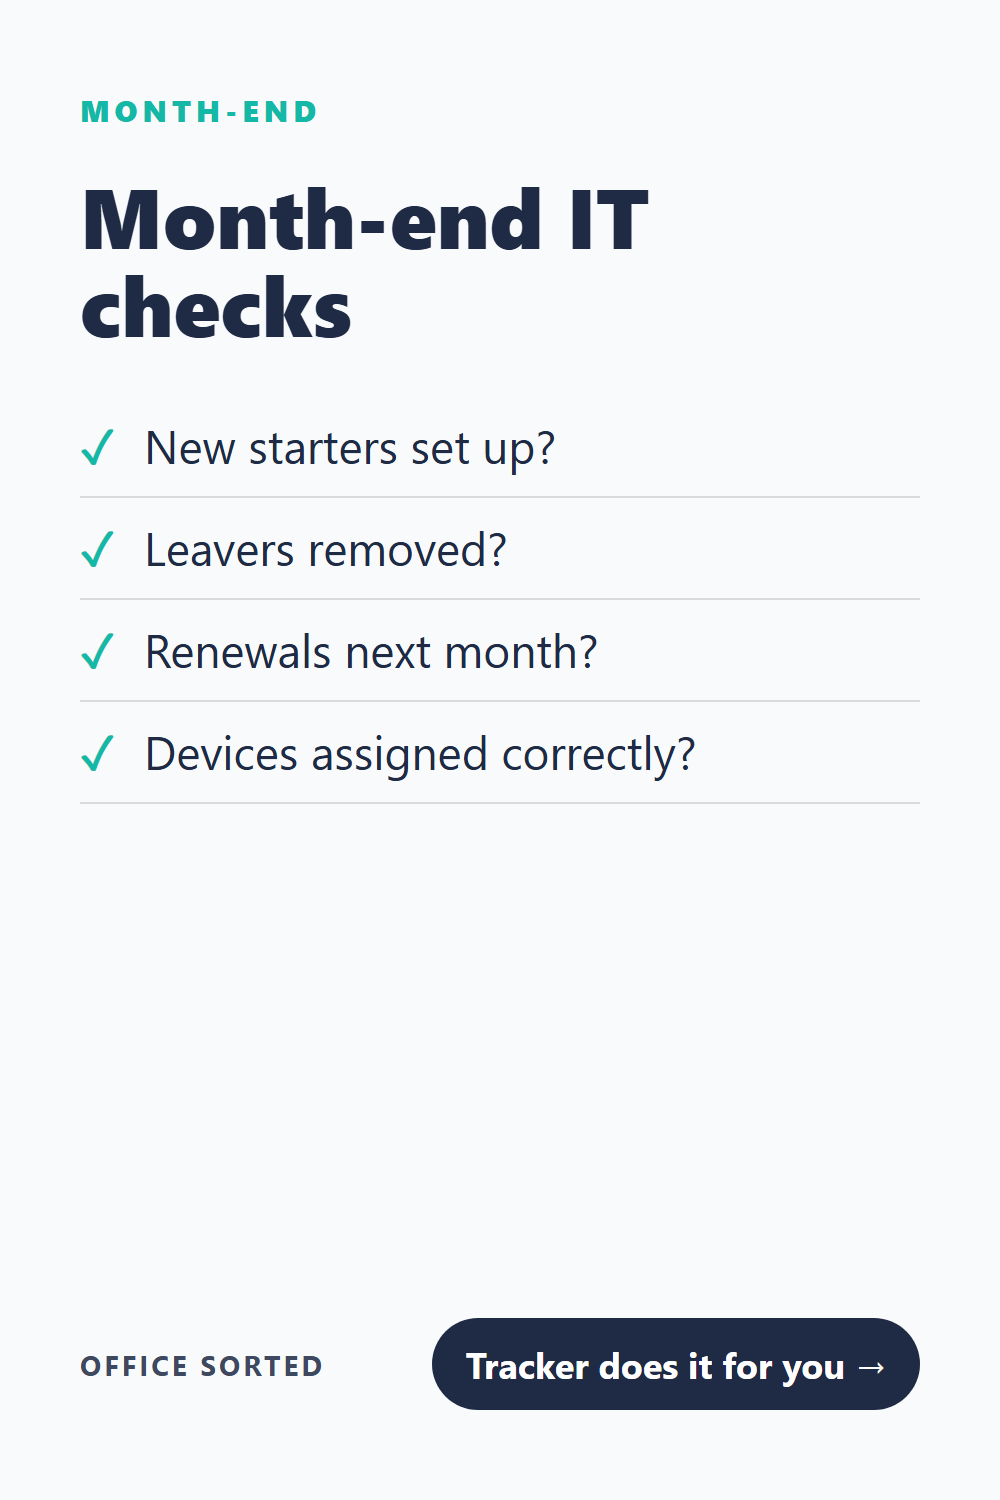 MONTH-END
Month-end IT
checks
✓ New starters set up?
✓ Leavers removed?
✓ Renewals next month?
✓ Devices assigned correctly?
OFFICE SORTED
Tracker does it for you →